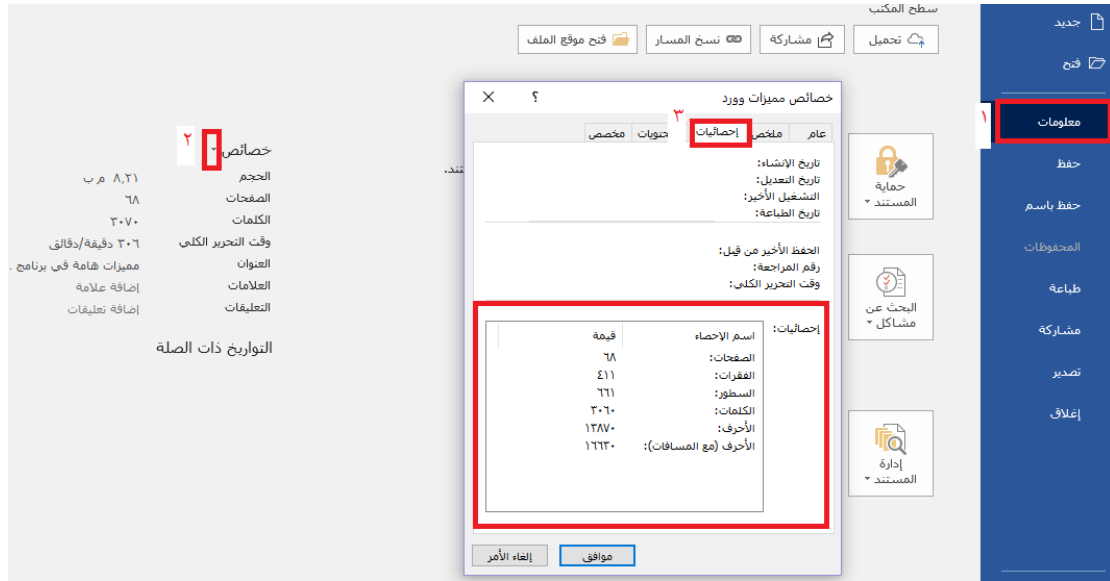 سطح المكتب
تحميل
مشاركة
نسخ المسار
فتح موقع الملف
جديد
فتح
١
معلومات
حفظ
حفظ باسم
المحفوظات
طباعة
مشاركة
تصدير
إغلاق
حماية
المستند
البحث عن
مشاكل
إدارة
المستند
خصائص مميزات وورد
؟
٣
عام ملخص إحصائيات مخصص
تاريخ الإنشاء:
تاريخ التعديل:
التشغيل الأخير:
تاريخ الطباعة:
الحفظ الأخير من قيل:
رقم المراجعة:
وقت التحرير الكلي:
إحصائيات:
اسم الإحصاء قيمة
الصفحات: ٦٨
الفقرات: ٤١١
السطور: ٦٦١
الكلمات: ٣٠٦٠
الأحرف: ١٣٨٧٠
الأحرف (مع المسافات): ١٦٦٣٠
موافق
إلغاء الأمر
٢
خصائص
الحجم ٨,٢١ م ب
الصفحات ٦٨
الكلمات ٣٠٧٠
وقت التحرير الكلي ٣٠٦ دقيقة/دقائق
العنوان مميزات هامة في برنامج .
العلامات إضافة علامة
التعليقات إضافة تعليقات
التواريخ ذات الصلة